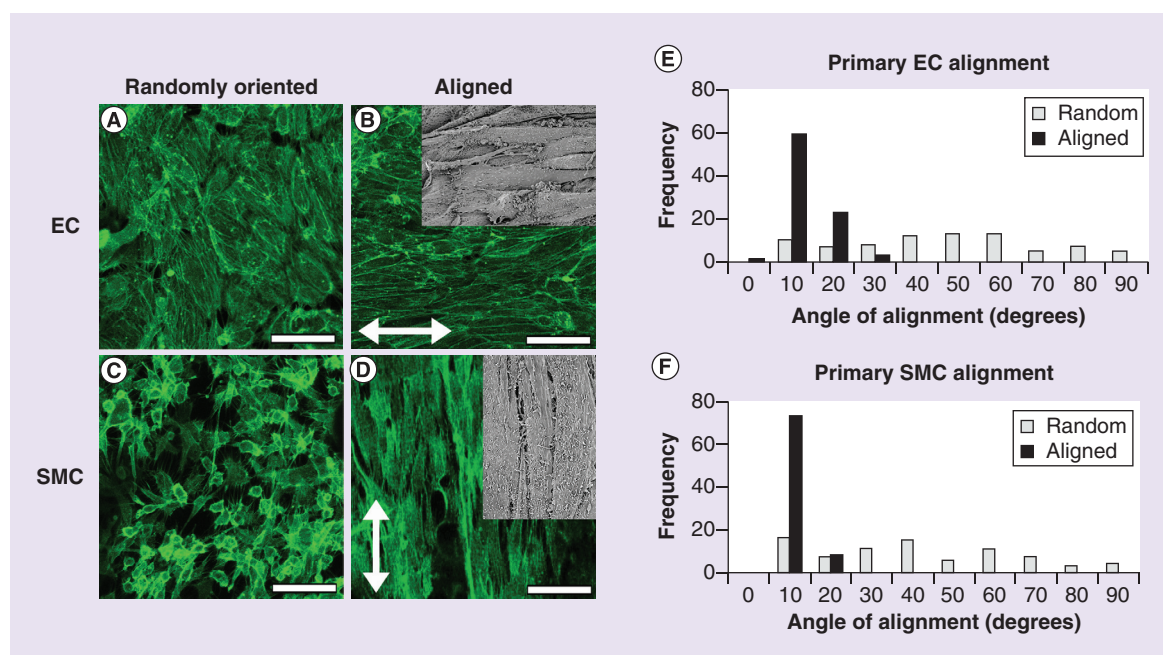 Randomly oriented
Aligned
A
B
EC
C
D
SMC
E
Primary EC alignment
Frequency
80
60
40
20
0
Random
Aligned
0 10 20 30 40 50 60 70 80 90
Angle of alignment (degrees)
F
Primary SMC alignment
Frequency
80
60
40
20
0
Random
Aligned
0 10 20 30 40 50 60 70 80 90
Angle of alignment (degrees)